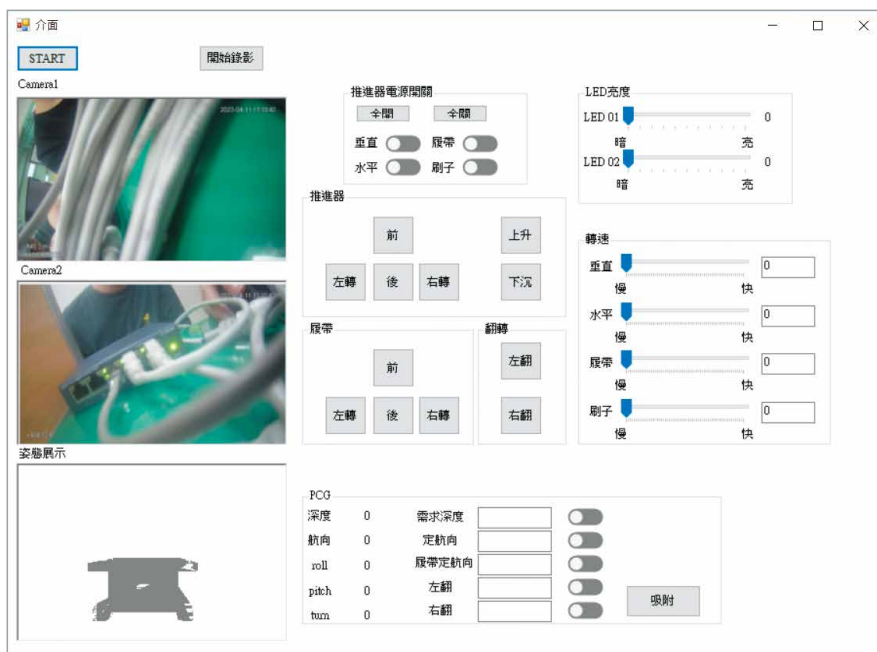 介面
START
開始錄影
Camera1
推進器電源開關
全開
全關
垂直
履帶
水平
刷子
LED亮度
LED 01
0
暗
亮
LED 02
0
暗
亮
推進器
前
上升
左轉
後
右轉
下沉
Camera2
轉速
垂直
0
慢
快
水平
0
慢
快
履帶
0
慢
快
刷子
0
慢
快
履帶
前
左轉
後
右轉
翻轉
左翻
右翻
姿態展示
PCG
深度
0
需求深度
航向
0
定航向
roll
0
履帶定航向
pitch
0
左翻
turn
0
右翻
吸附